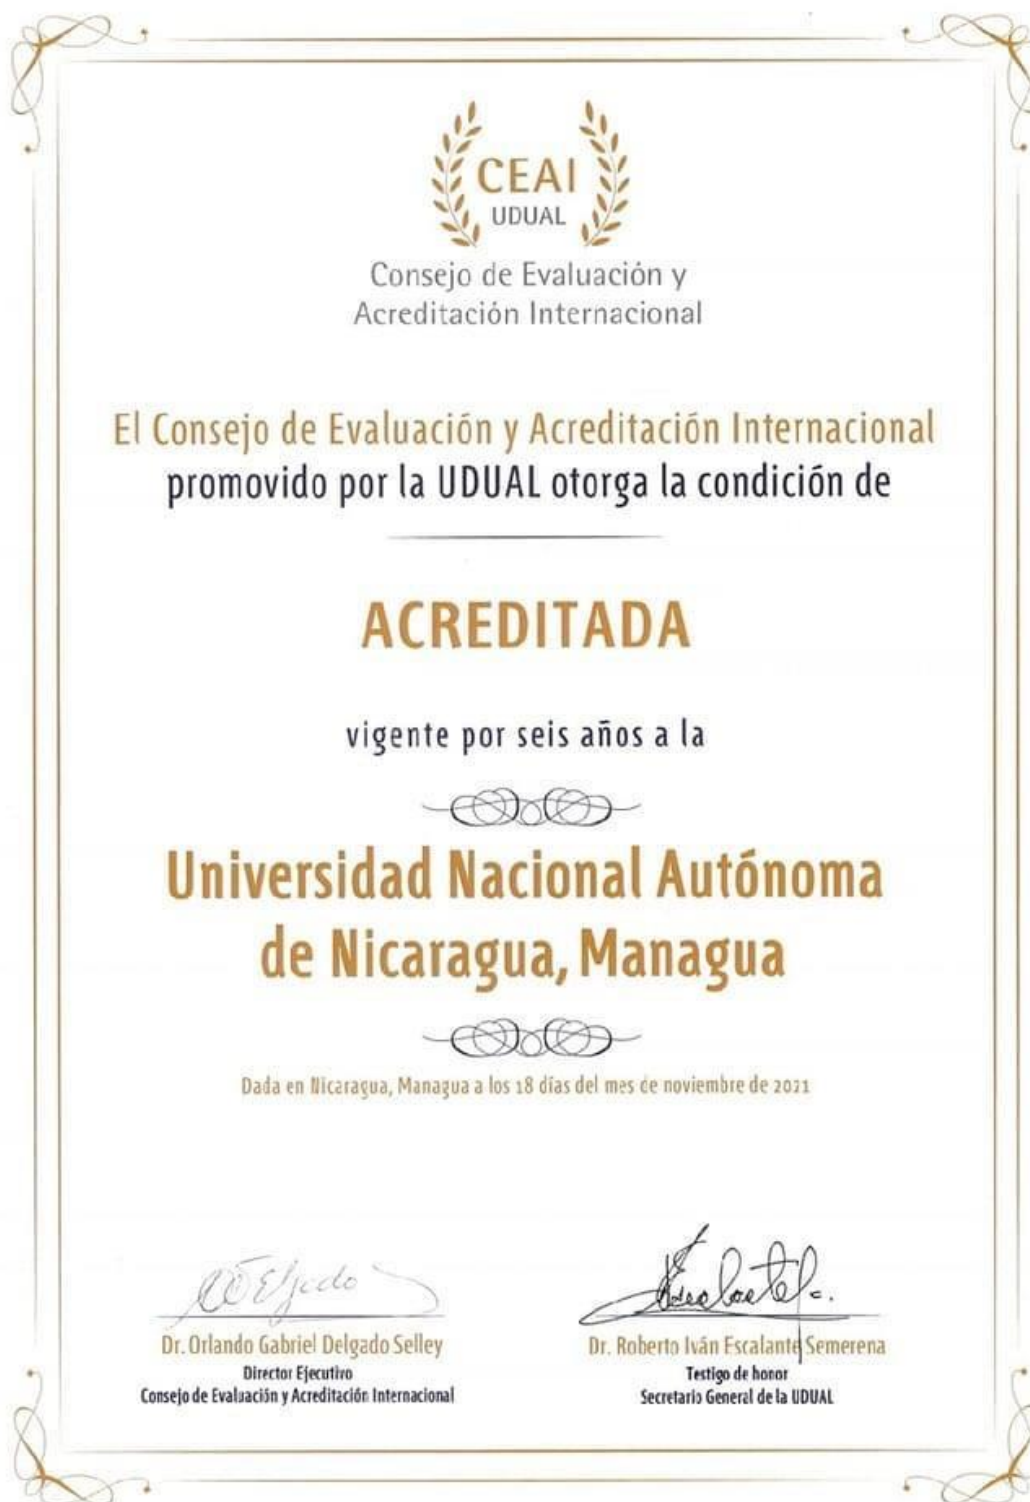 CEAI
UDUAL
Consejo de Evaluación y
Acreditación Internacional
El Consejo de Evaluación y Acreditación Internacional
promovido por la UDUAL otorga la condición de
ACREDITADA
vigente por seis años a la
Universidad Nacional Autónoma
de Nicaragua, Managua
Dada en Nicaragua, Managua a los 18 días del mes de noviembre de 2021
Dr. Orlando Gabriel Delgado Selley
Director Ejecutivo
Consejo de Evaluación y Acreditación Internacional
Dr. Roberto Iván Escalante Semerena
Testigo de honor
Secretario General de la UDUAL